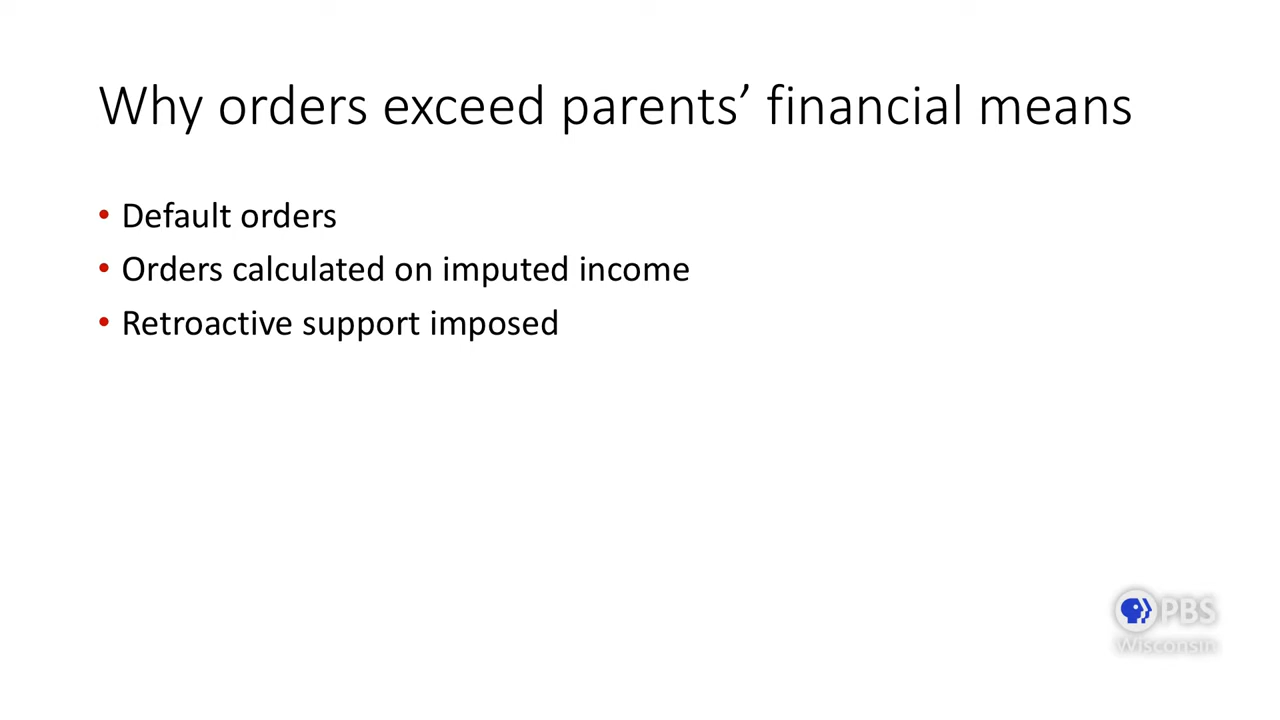 Why orders exceed parents’ financial means
• Default orders
• Orders calculated on imputed income
• Retroactive support imposed
PBS
Wisconsin